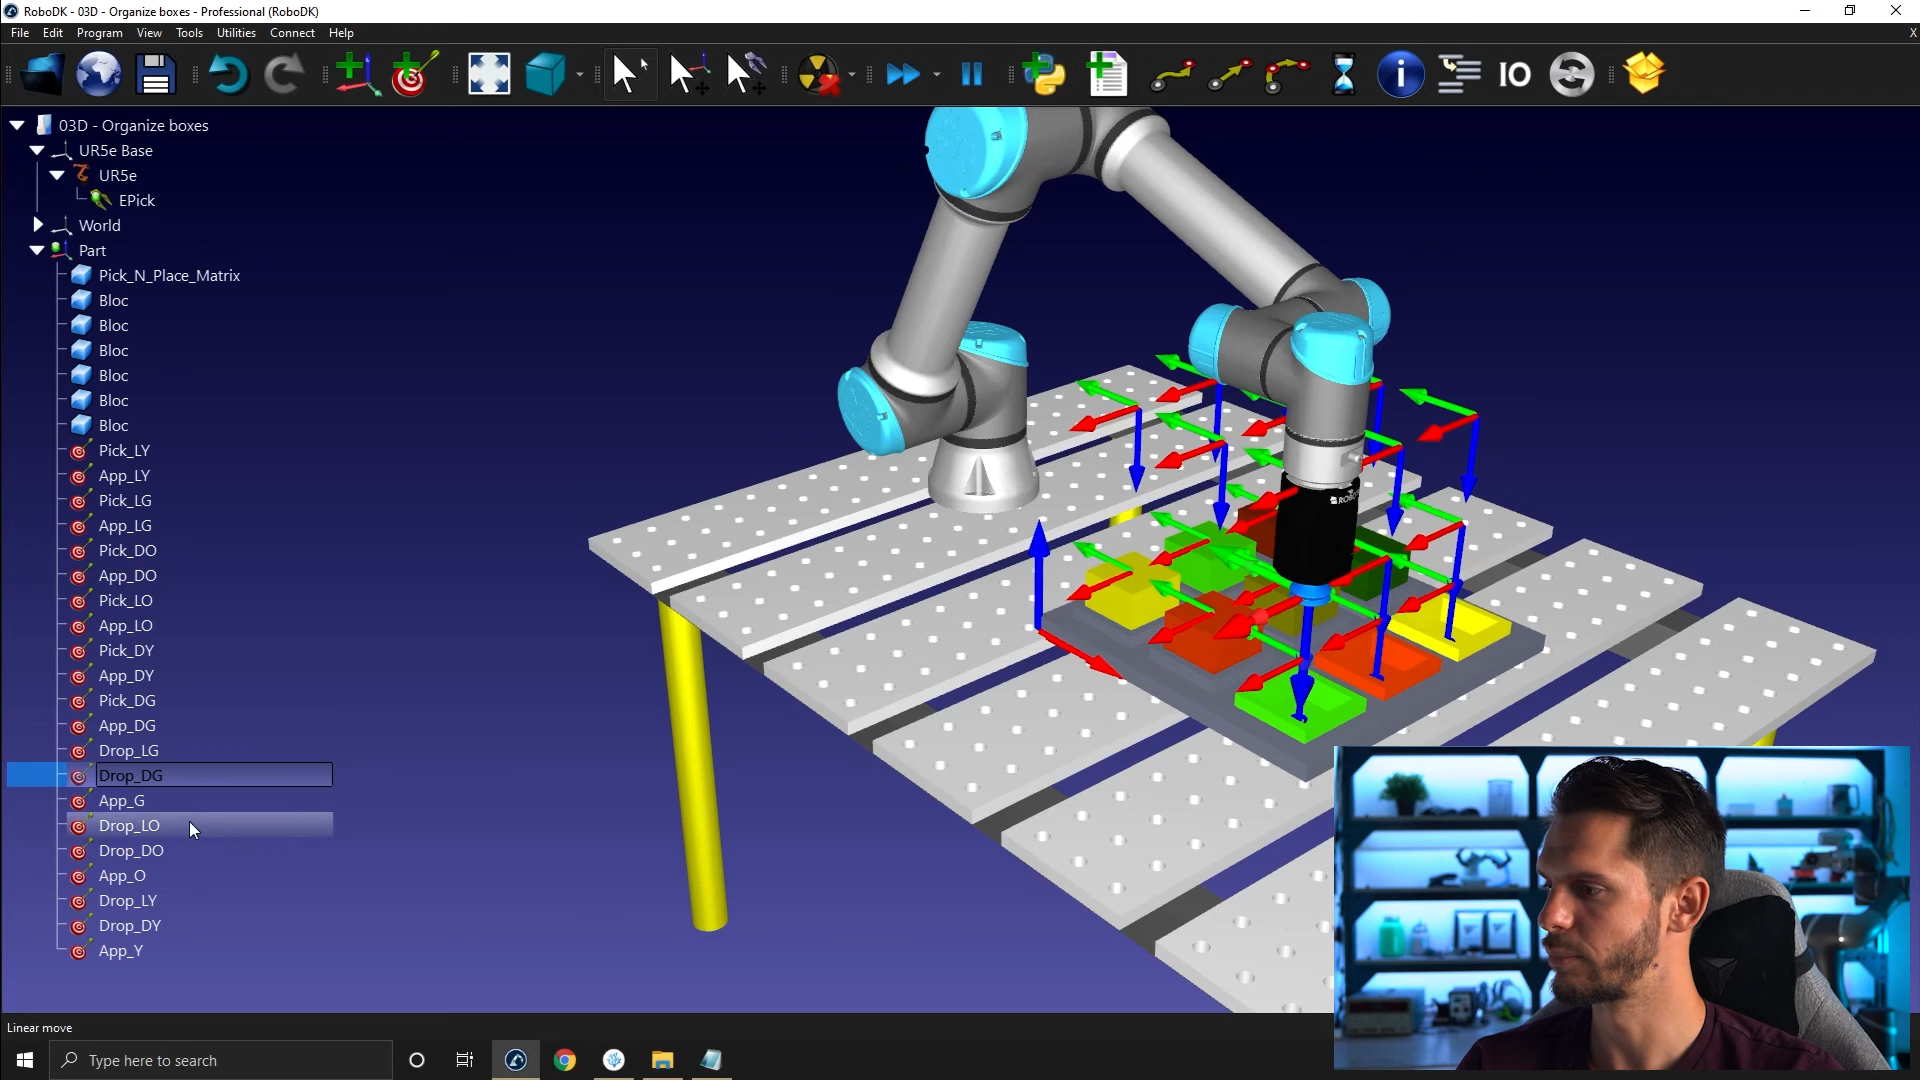 RoboDK - 03D - Organize boxes - Professional (RoboDK)
File Edit Program View Tools Utilities Connect Help
X
IO
03D - Organize boxes
UR5e Base
UR5e
EPick
World
Part
Pick_N_Place_Matrix
Bloc
Bloc
Bloc
Bloc
Bloc
Bloc
Pick_LY
App_LY
Pick_LG
App_LG
Pick_DO
App_DO
Pick_LO
App_LO
Pick_DY
App_DY
Pick_DG
App_DG
Drop_LG
Drop_DG
App_G
Drop_LO
Drop_DO
App_O
Drop_LY
Drop_DY
App_Y
Linear move
Type here to search